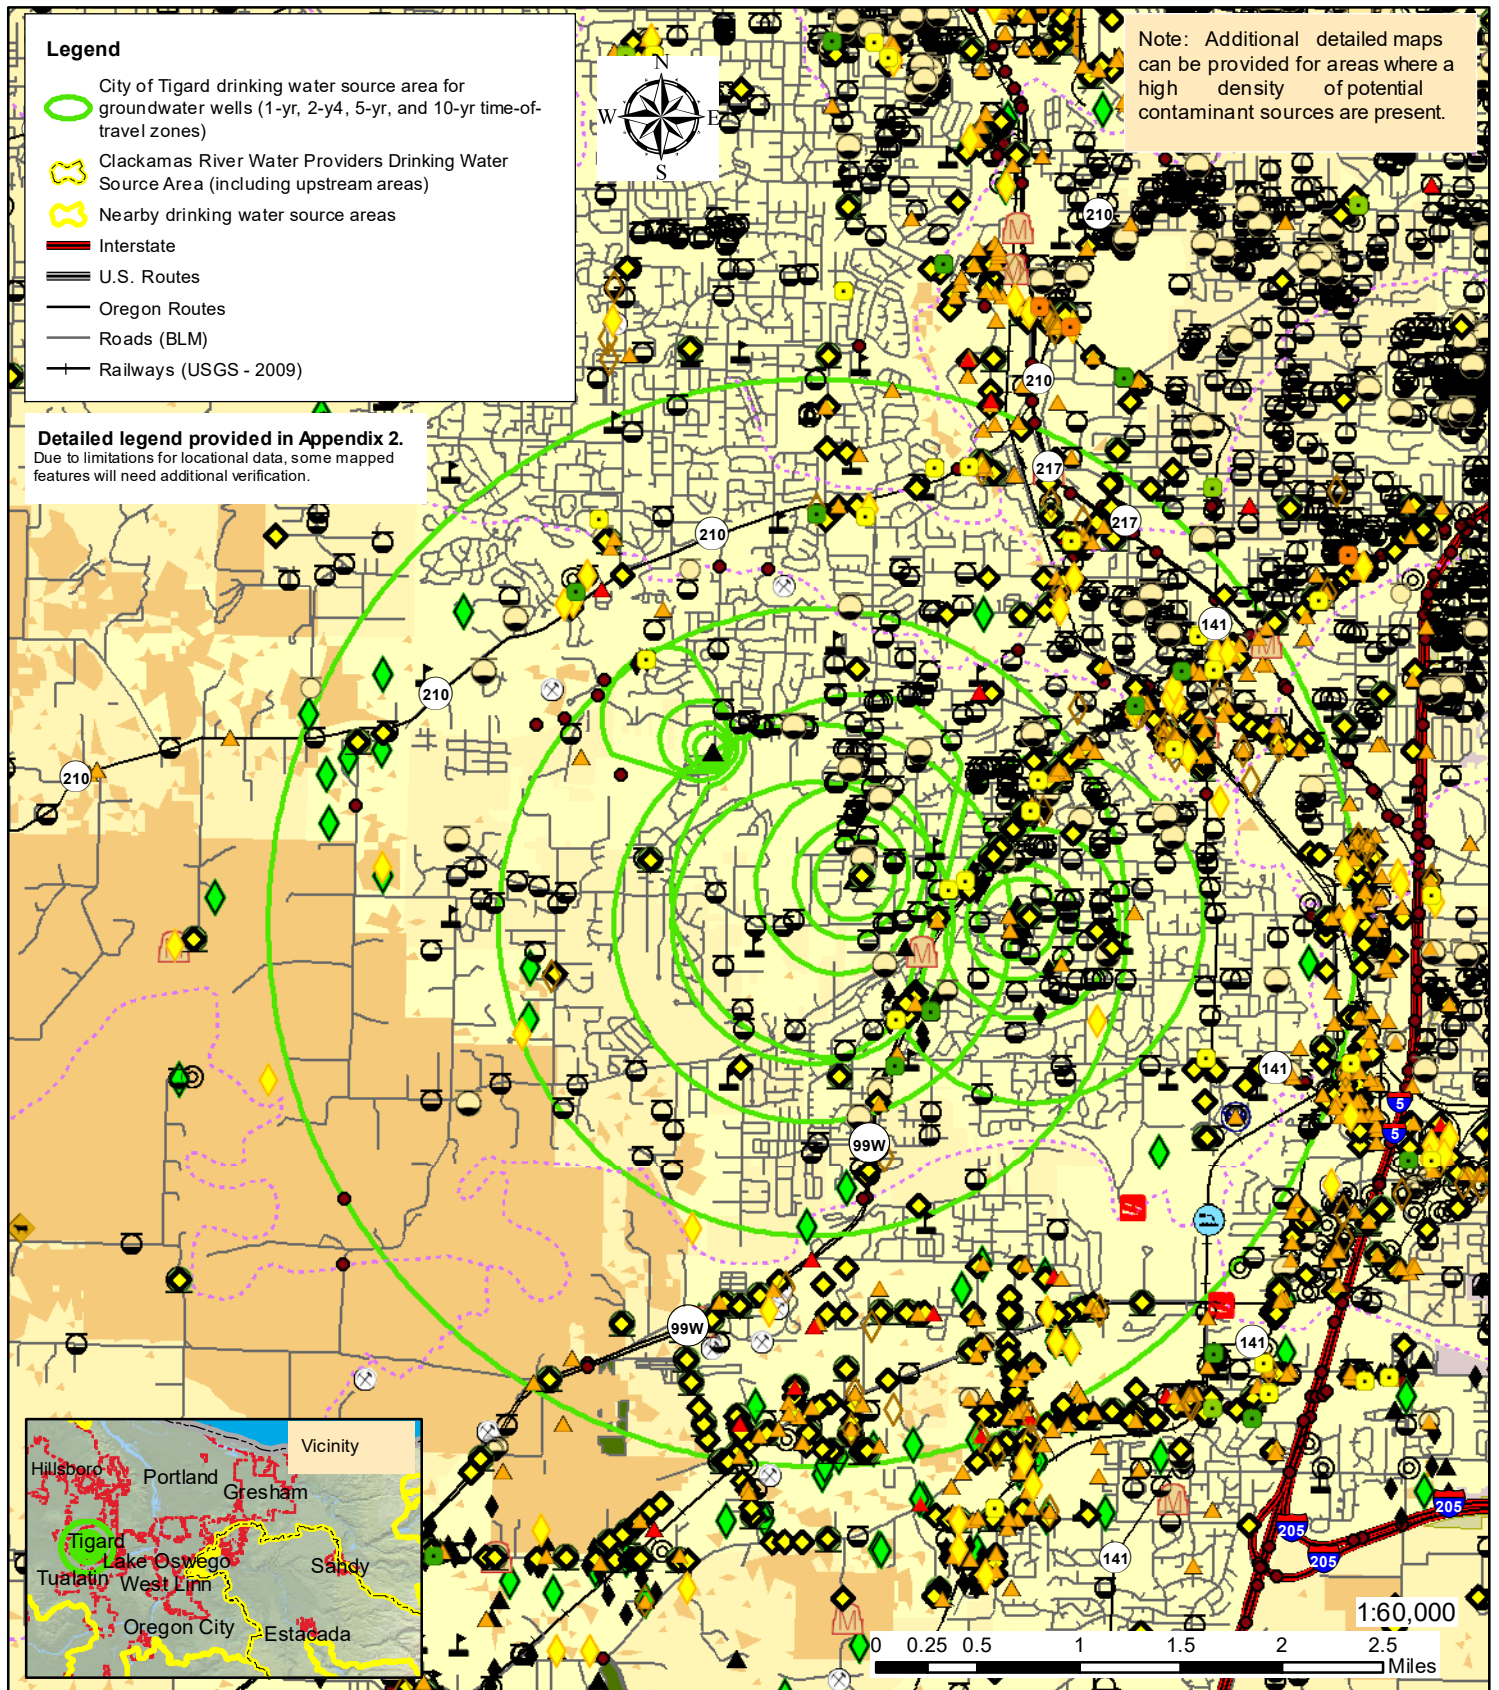 Legend
City of Tigard drinking water source area for
groundwater wells (1-yr, 2-y4, 5-yr, and 10-yr time-of-
travel zones)
Clackamas River Water Providers Drinking Water
Source Area (including upstream areas)
Nearby drinking water source areas
Interstate
U.S. Routes
Oregon Routes
Roads (BLM)
Railways (USGS - 2009)
N
W E
S
Note: Additional detailed maps
can be provided for areas where a
high density of potential
contaminant sources are present.
Detailed legend provided in Appendix 2.
Due to limitations for locational data, some mapped
features will need additional verification.
210
210
217
217
210
141
210
210
141
5
5
99W
99W
141
205
205
205
141
M
M
M
M
M
M
M
Vicinity
Hillsboro
Portland
Gresham
Tigard
Lake Oswego
Sandy
Tualatin
West Linn
Oregon City
Estacada
1:60,000
0 0.25 0.5 1 1.5 2 2.5
Miles